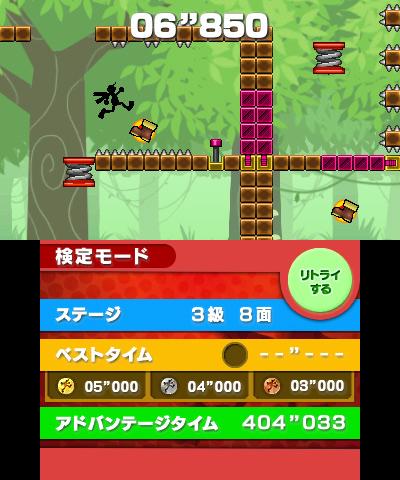 06"850
検定モード
リトライ
する
ステージ 3級 8面
ベストタイム --"---
05"000 04"000 03"000
アドバンテージタイム 404"033